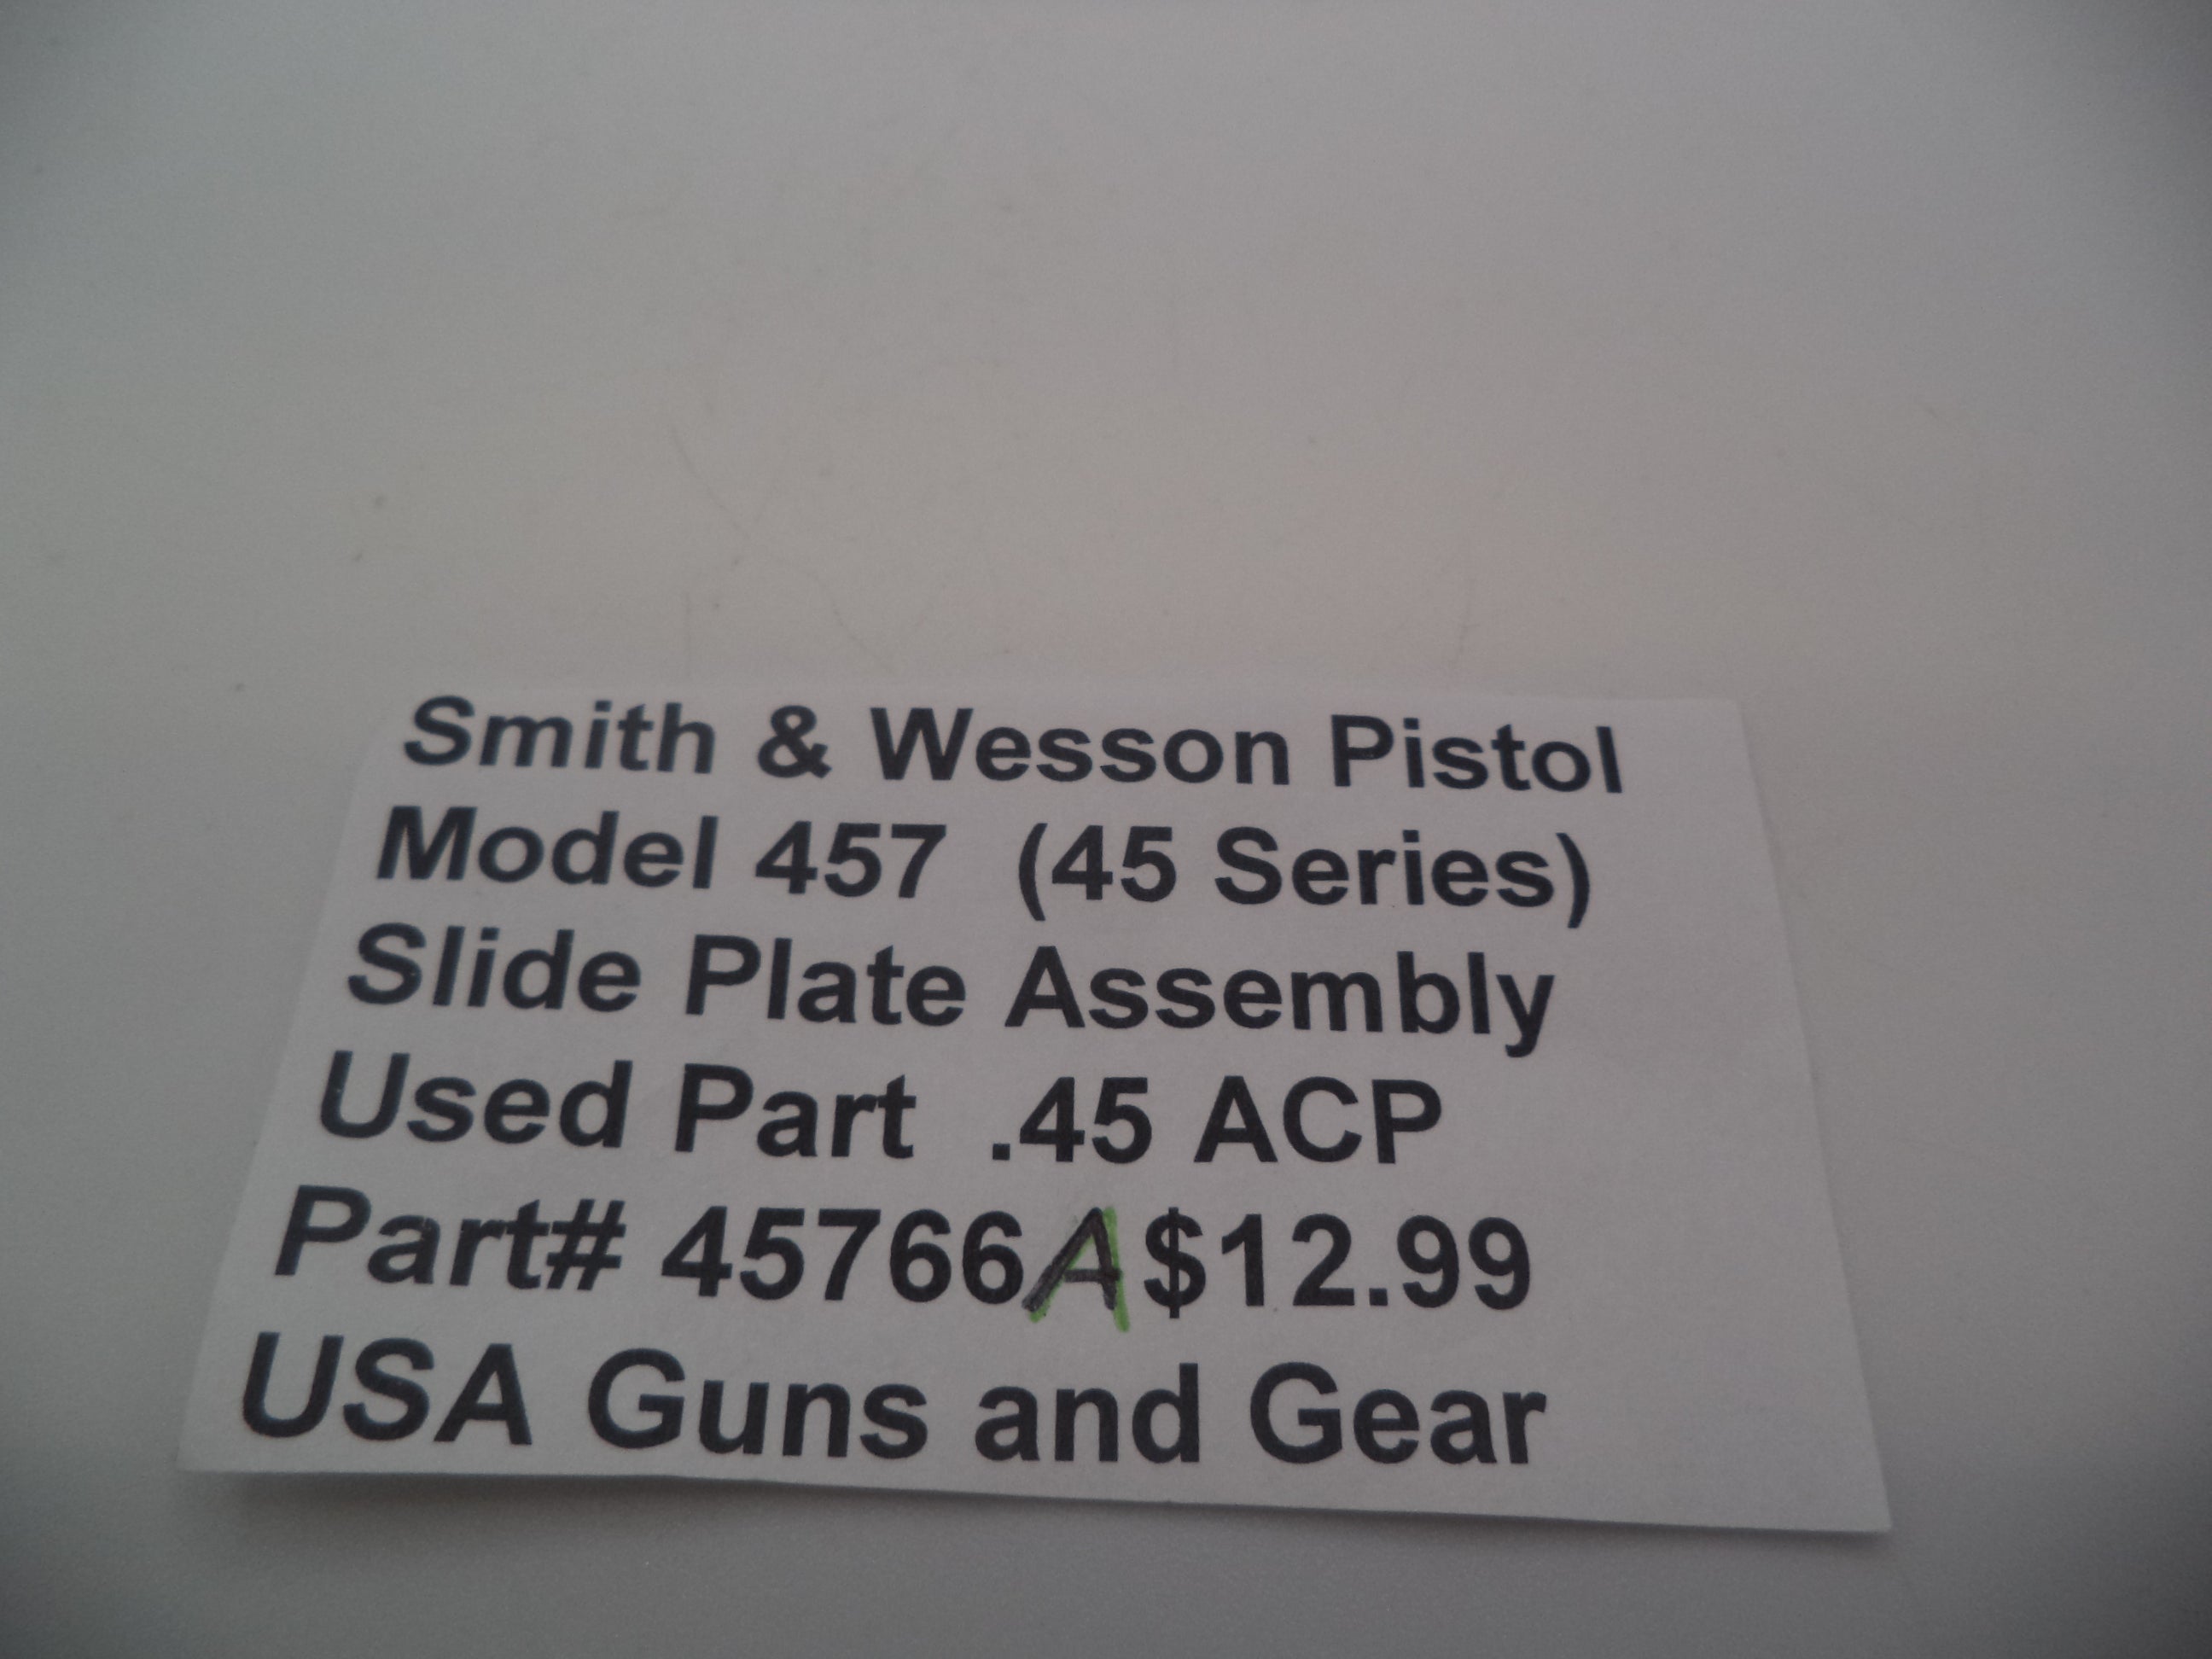 Smith & Wesson Pistol
Model 457 (45 Series)
Slide Plate Assembly
Used Part .45 ACP
Part# 45766A $12.99
USA Guns and Gear